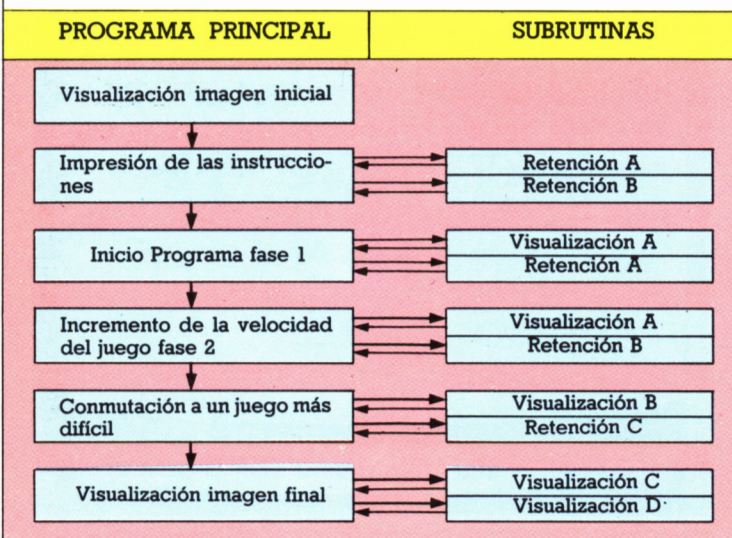 PROGRAMA PRINCIPAL
SUBRUTINAS
Visualización imagen inicial
Impresión de las instruccio-
nes
Retención A
Retención B
Inicio Programa fase 1
Visualización A
Retención A
Incremento de la velocidad
del juego fase 2
Visualización A
Retención B
Conmutación a un juego más
difícil
Visualización B
Retención C
Visualización imagen final
Visualización C
Visualización D